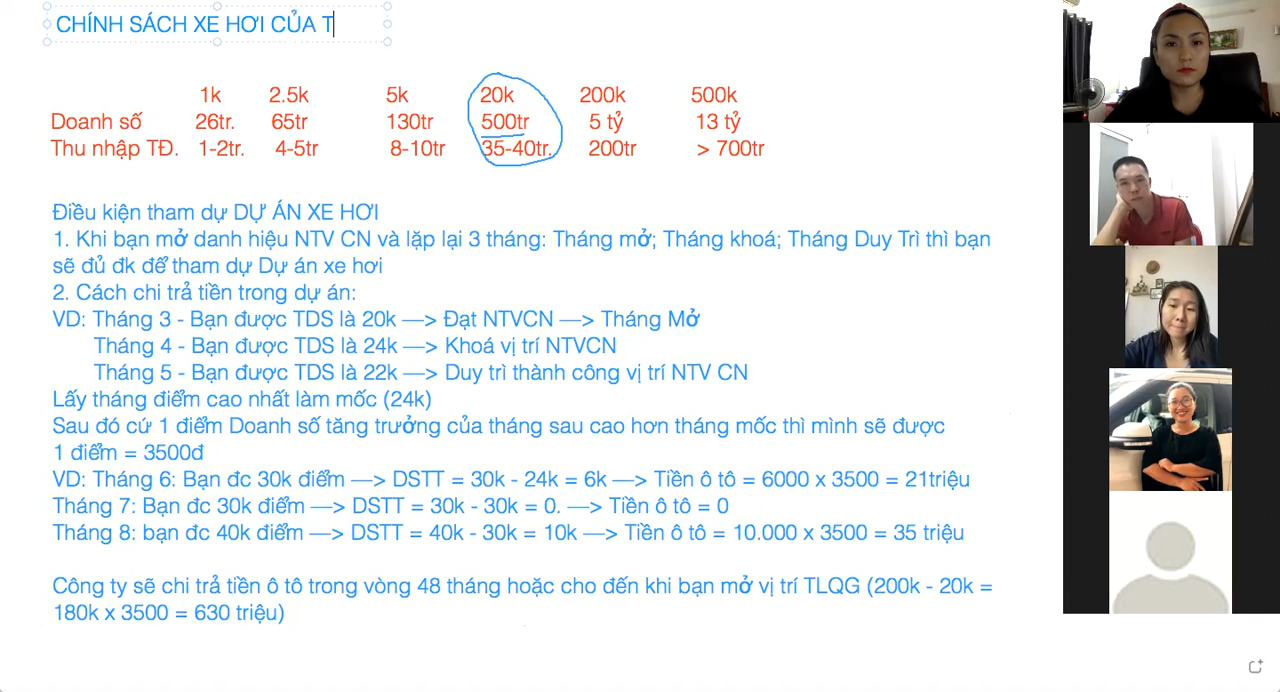 CHÍNH SÁCH XE HƠI CỦA T
1k 2.5k 5k 20k 200k 500k
Doanh số 26tr. 65tr 130tr 500tr 5 tỷ 13 tỷ
Thu nhập TĐ. 1-2tr. 4-5tr 8-10tr 35-40tr. 200tr > 700tr
Điều kiện tham dự DỰ ÁN XE HƠI
1. Khi bạn mở danh hiệu NTV CN và lặp lại 3 tháng: Tháng mở; Tháng khoá; Tháng Duy Trì thì bạn
sẽ đủ đk để tham dự Dự án xe hơi
2. Cách chi trả tiền trong dự án:
VD: Tháng 3 - Bạn được TDS là 20k —> Đạt NTVCN —> Tháng Mở
Tháng 4 - Bạn được TDS là 24k —> Khoá vị trí NTVCN
Tháng 5 - Bạn được TDS là 22k —> Duy trì thành công vị trí NTV CN
Lấy tháng điểm cao nhất làm mốc (24k)
Sau đó cứ 1 điểm Doanh số tăng trưởng của tháng sau cao hơn tháng mốc thì mình sẽ được
1 điểm = 3500đ
VD: Tháng 6: Bạn đc 30k điểm —> DSTT = 30k - 24k = 6k —> Tiền ô tô = 6000 x 3500 = 21triệu
Tháng 7: Bạn đc 30k điểm —> DSTT = 30k - 30k = 0. —> Tiền ô tô = 0
Tháng 8: bạn đc 40k điểm —> DSTT = 40k - 30k = 10k —> Tiền ô tô = 10.000 x 3500 = 35 triệu
Công ty sẽ chi trả tiền ô tô trong vòng 48 tháng hoặc cho đến khi bạn mở vị trí TLQG (200k - 20k =
180k x 3500 = 630 triệu)